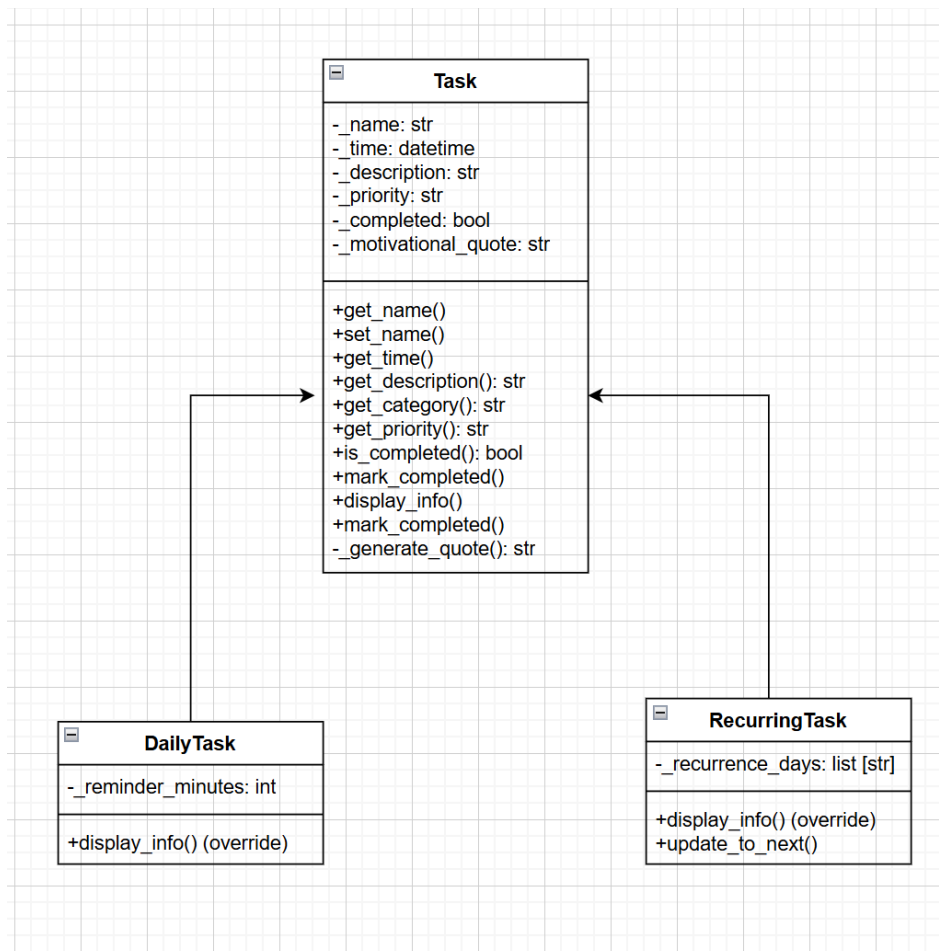 Task
-_name: str
-_time: datetime
-_description: str
-_priority: str
-_completed: bool
-_motivational_quote: str
+get_name()
+set_name()
+get_time()
+get_description(): str
+get_category(): str
+get_priority(): str
+is_completed(): bool
+mark_completed()
+display_info()
+mark_completed()
-_generate_quote(): str
DailyTask
-_reminder_minutes: int
+display_info() (override)
RecurringTask
-_recurrence_days: list [str]
+display_info() (override)
+update_to_next()